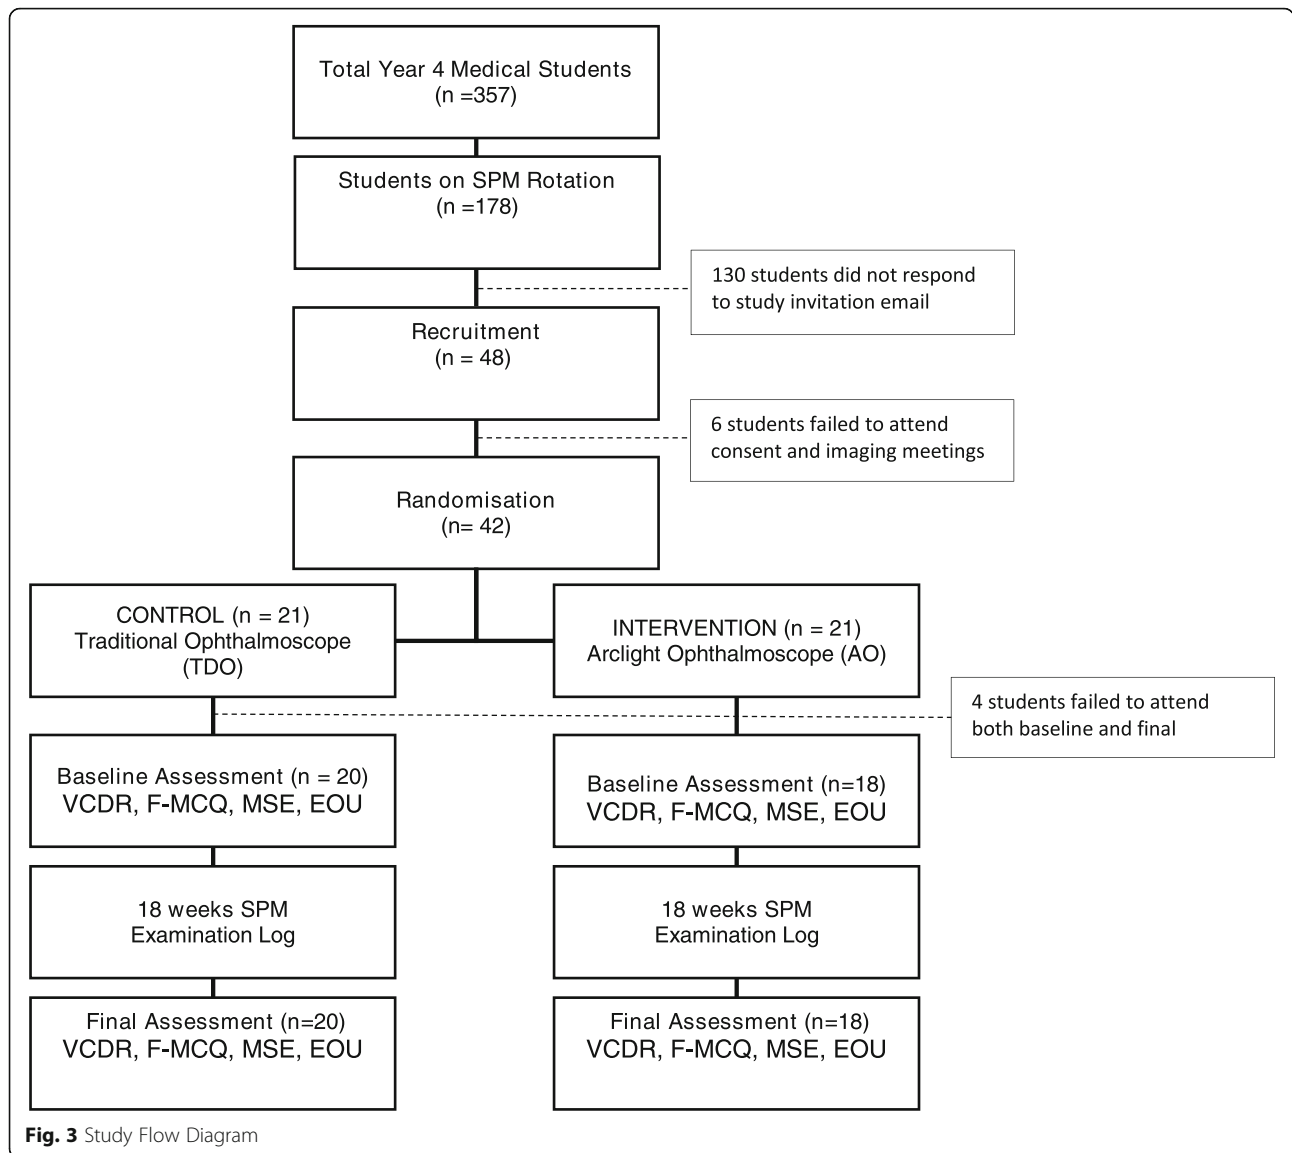 Total Year 4 Medical Students
(n =357)
Students on SPM Rotation
(n =178)
130 students did not respond
to study invitation email
Recruitment
(n = 48)
6 students failed to attend
consent and imaging meetings
Randomisation
(n= 42)
CONTROL (n = 21)
Traditional Ophthalmoscope
(TDO)
INTERVENTION (n = 21)
Arclight Ophthalmoscope (AO)
4 students failed to attend
both baseline and final
Baseline Assessment (n = 20)
VCDR, F-MCQ, MSE, EOU
Baseline Assessment (n=18)
VCDR, F-MCQ, MSE, EOU
18 weeks SPM
Examination Log
18 weeks SPM
Examination Log
Final Assessment (n=20)
VCDR, F-MCQ, MSE, EOU
Final Assessment (n=18)
VCDR, F-MCQ, MSE, EOU
Fig. 3 Study Flow Diagram